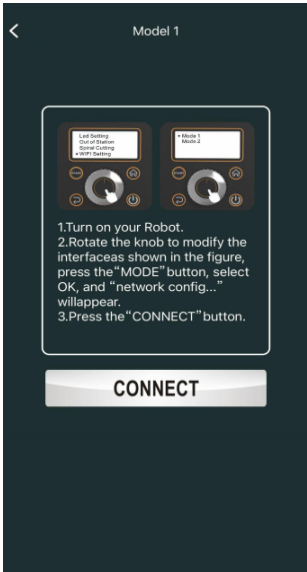 Model 1
Led Setting
Out of Station
Spiral Cutting
WIFI Setting
Mode 1
Mode 2
1.Turn on your Robot.
2.Rotate the knob to modify the
interfaceas shown in the figure,
press the“MODE”button, select
OK, and “network config...”
willappear.
3.Press the“CONNECT”button.
CONNECT